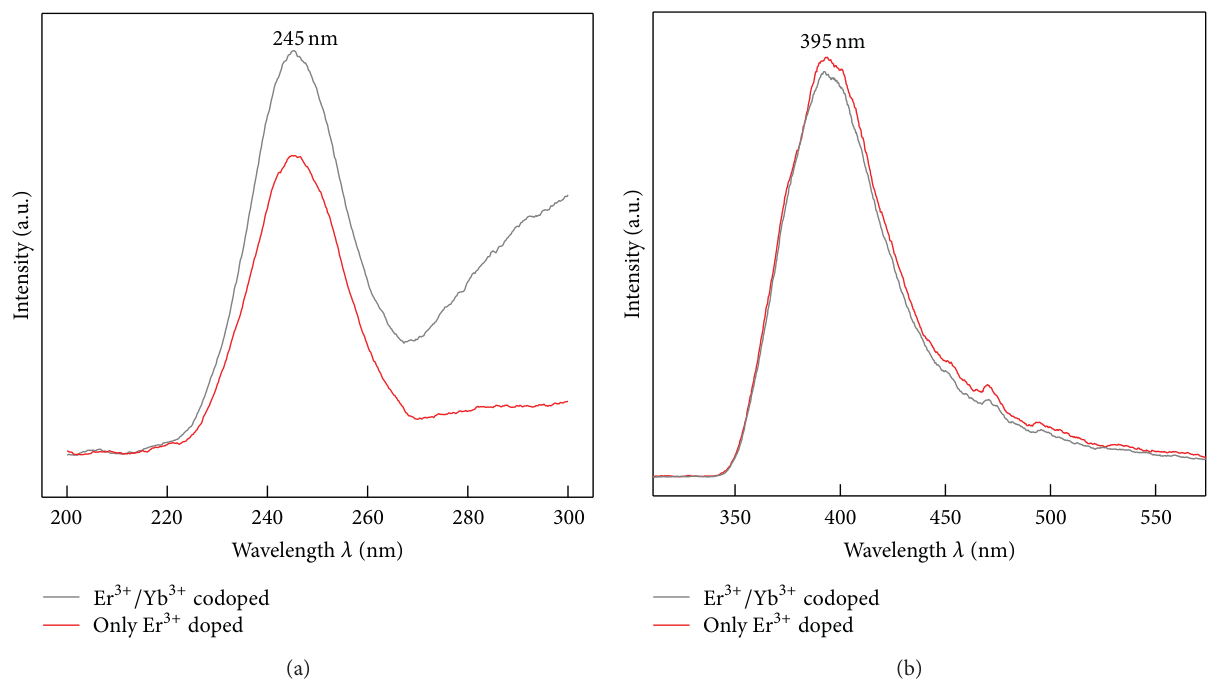 245 nm
Intensity (a.u.)
200 220 240 260 280 300
Wavelength λ (nm)
Er³⁺/Yb³⁺ codoped
Only Er³⁺ doped
(a)
395 nm
Intensity (a.u.)
350 400 450 500 550
Wavelength λ (nm)
Er³⁺/Yb³⁺ codoped
Only Er³⁺ doped
(b)